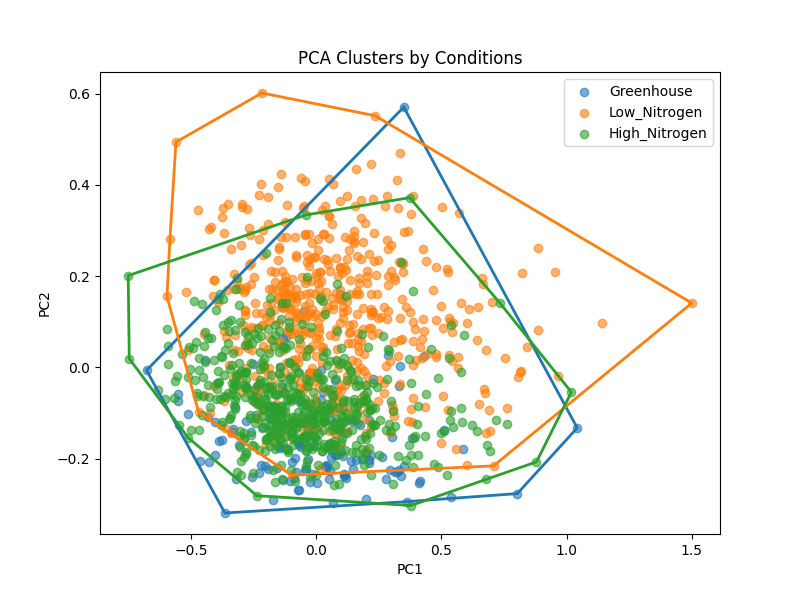 PCA Clusters by Conditions
Greenhouse
Low_Nitrogen
High_Nitrogen
0.6
0.4
0.2
0.0
−0.2
PC2
−0.5 0.0 0.5 1.0 1.5
PC1